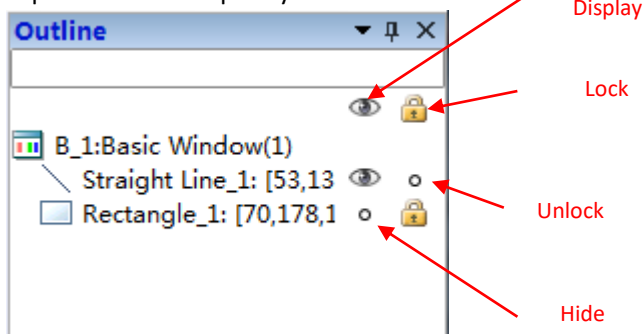 Display
Outline
Lock
B_1:Basic Window(1)
Straight Line_1: [53,13
Unlock
Rectangle_1: [70,178,1
Hide